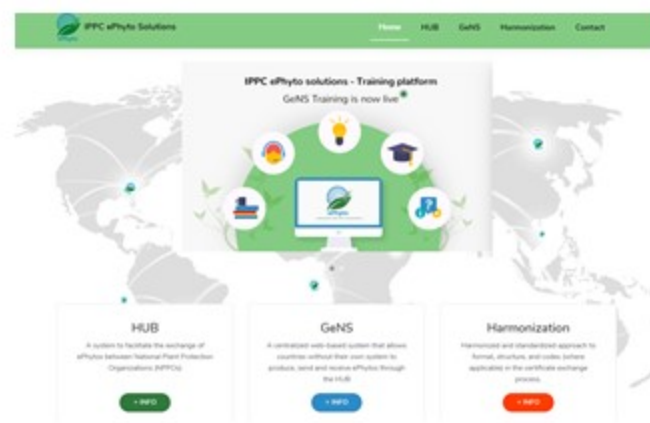 IPPC ePhyto Solutions
Home HUB GeNS Harmonization Contact
IPPC ePhyto solutions - Training platform
GeNS Training is now live
ePhyto
HUB
A system to facilitate the exchange of
ePhytos between National Plant Protection
Organizations (NPPOs).
+ INFO
GeNS
A centralized web-based system that allows
countries without their own system to
produce, send and receive ePhytos through
the HUB
+ INFO
Harmonization
Harmonized and standardized approach to
format, structure, and codes (where
applicable) in the certificate exchange
process.
+ INFO